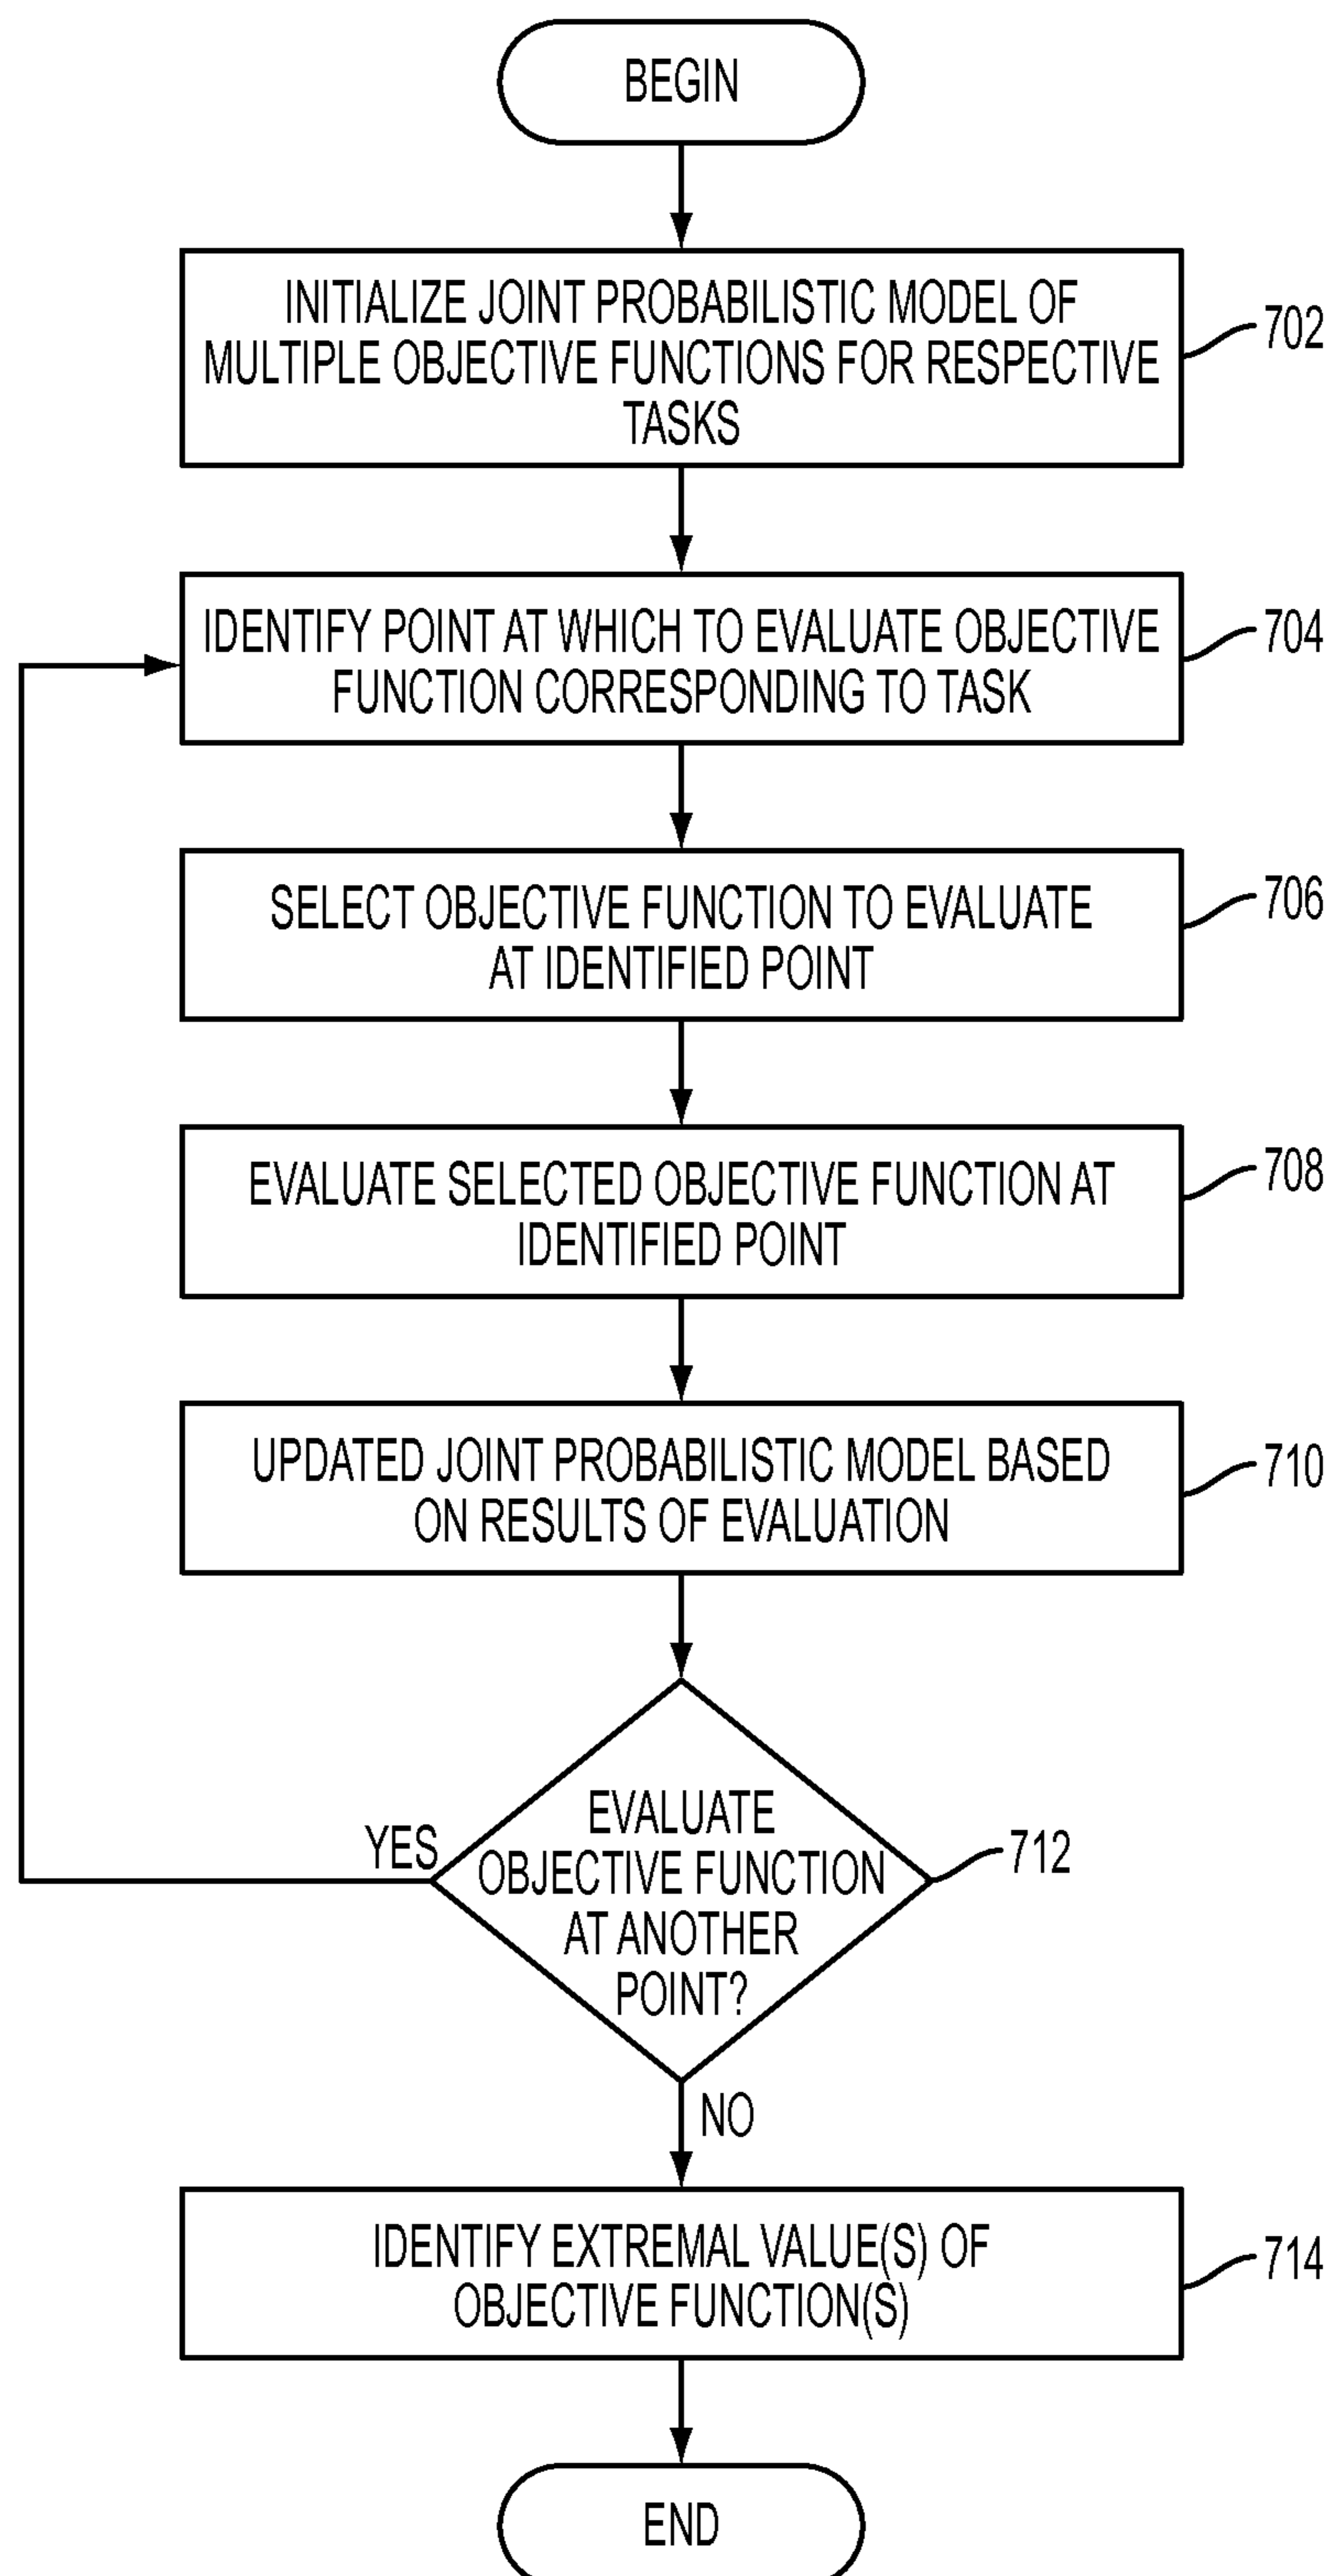 BEGIN
INITIALIZE JOINT PROBABILISTIC MODEL OF
MULTIPLE OBJECTIVE FUNCTIONS FOR RESPECTIVE
TASKS
702
IDENTIFY POINT AT WHICH TO EVALUATE OBJECTIVE
FUNCTION CORRESPONDING TO TASK
704
SELECT OBJECTIVE FUNCTION TO EVALUATE
AT IDENTIFIED POINT
706
EVALUATE SELECTED OBJECTIVE FUNCTION AT
IDENTIFIED POINT
708
UPDATED JOINT PROBABILISTIC MODEL BASED
ON RESULTS OF EVALUATION
710
EVALUATE
OBJECTIVE FUNCTION
AT ANOTHER
POINT?
YES
712
NO
IDENTIFY EXTREMAL VALUE(S) OF
OBJECTIVE FUNCTION(S)
714
END